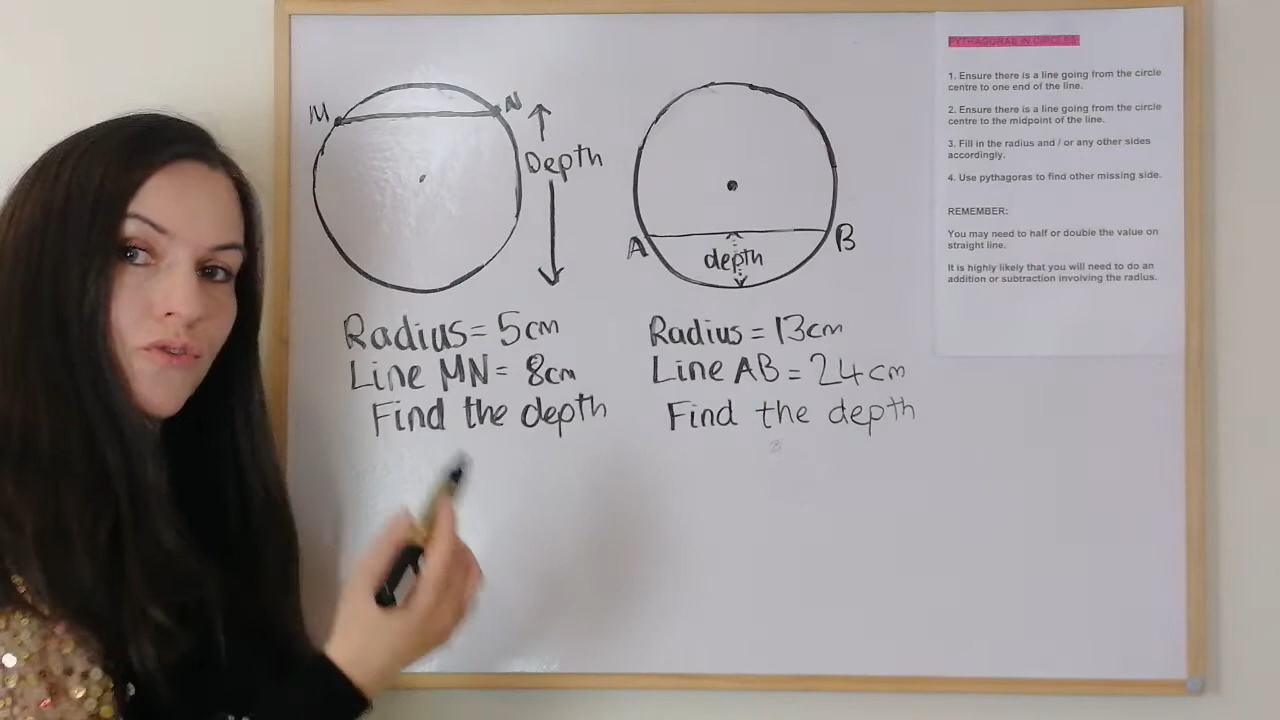 M
N
Depth
Radius = 5cm
Line MN = 8cm
Find the depth
A
B
depth
Radius = 13cm
Line AB = 24cm
Find the depth
PYTHAGORAS IN CIRCLES
1. Ensure there is a line going from the circle
centre to one end of the line.
2. Ensure there is a line going from the circle
centre to the midpoint of the line.
3. Fill in the radius and / or any other sides
accordingly.
4. Use pythagoras to find other missing side.
REMEMBER:
You may need to half or double the value on
straight line.
It is highly likely that you will need to do an
addition or subtraction involving the radius.